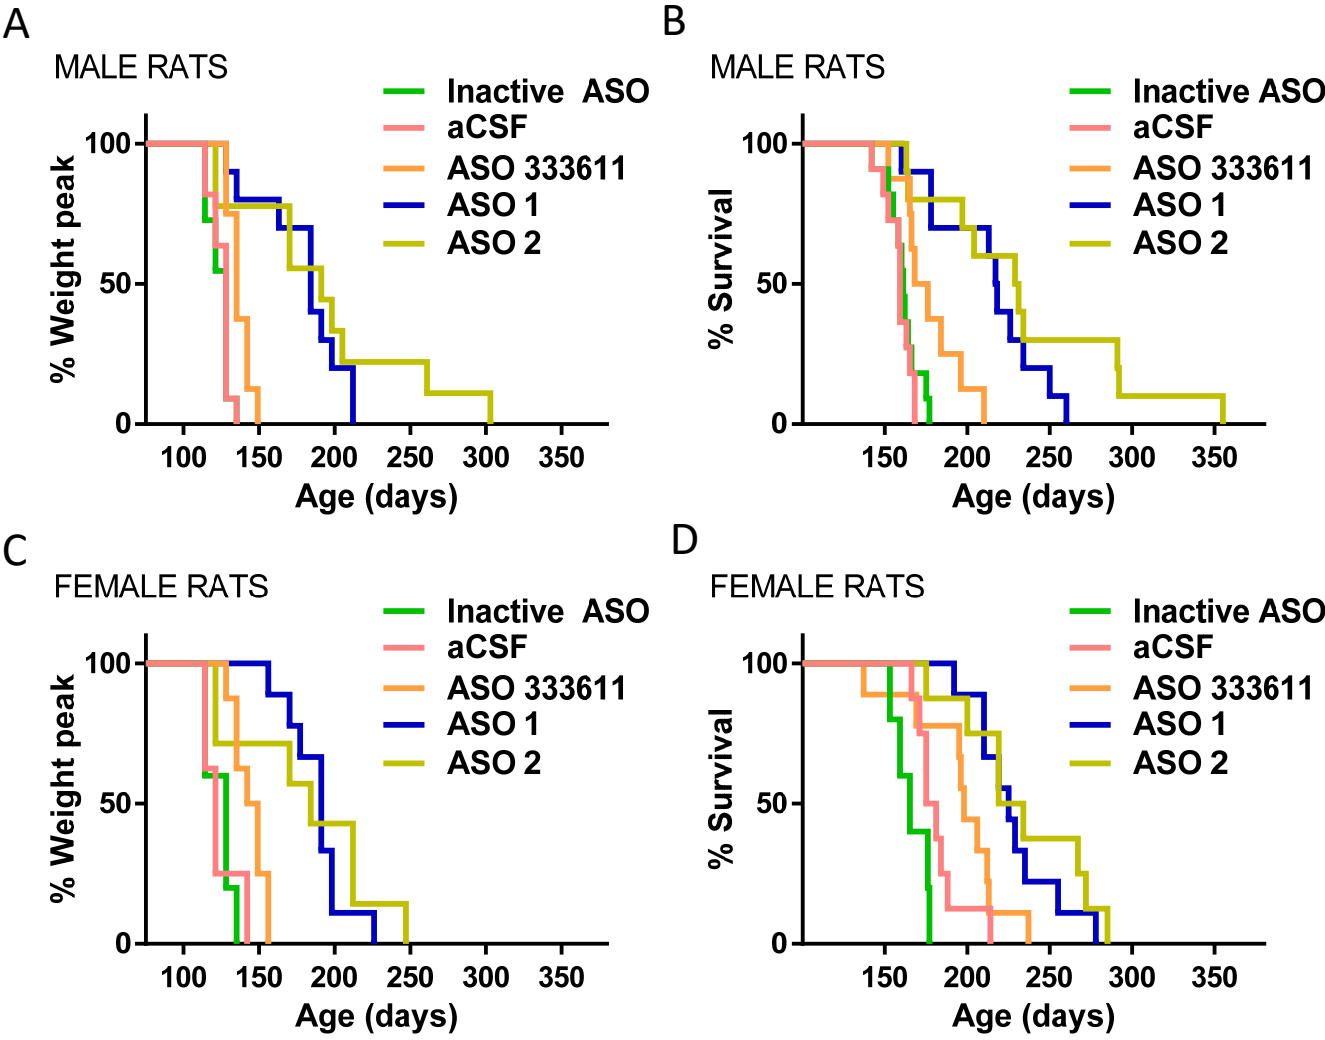 A
MALE RATS
Inactive ASO
aCSF
ASO 333611
ASO 1
ASO 2
% Weight peak
100
50
0
100 150 200 250 300 350
Age (days)
B
MALE RATS
Inactive ASO
aCSF
ASO 333611
ASO 1
ASO 2
% Survival
100
50
0
150 200 250 300 350
Age (days)
C
FEMALE RATS
Inactive ASO
aCSF
ASO 333611
ASO 1
ASO 2
% Weight peak
100
50
0
100 150 200 250 300 350
Age (days)
D
FEMALE RATS
Inactive ASO
aCSF
ASO 333611
ASO 1
ASO 2
% Survival
100
50
0
150 200 250 300 350
Age (days)